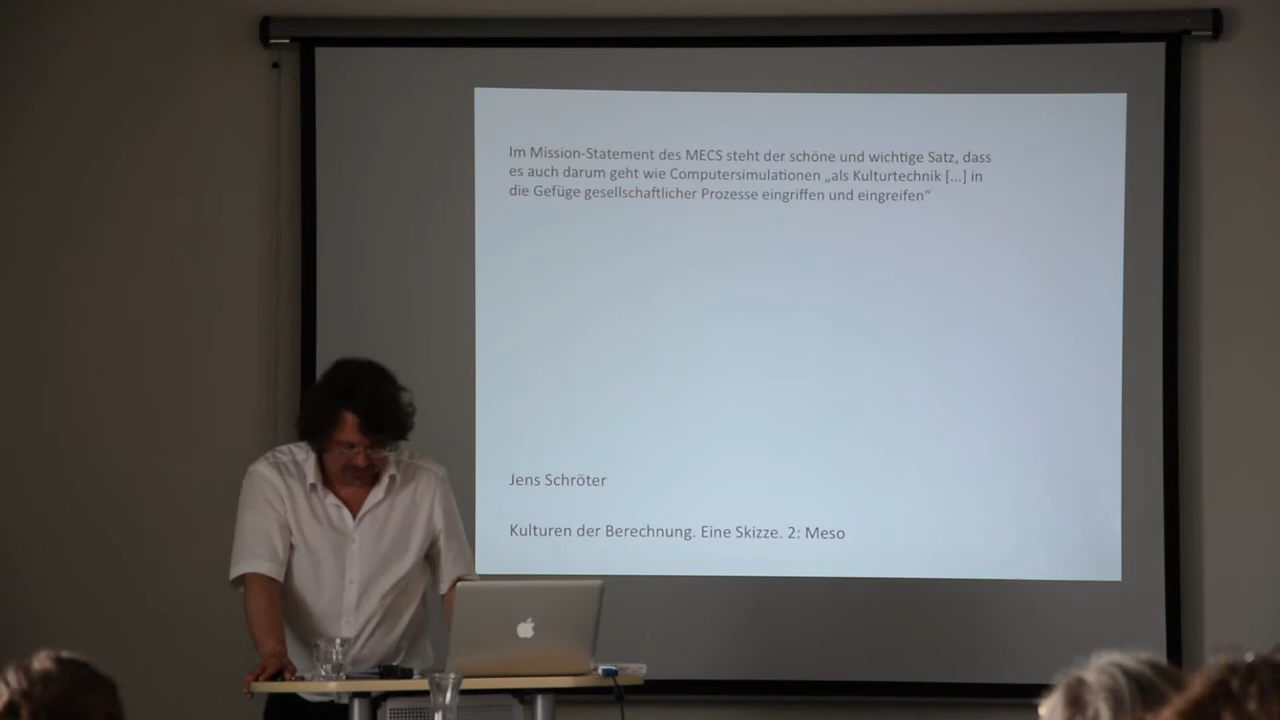 Im Mission-Statement des MECS steht der schöne und wichtige Satz, dass
es auch darum geht wie Computersimulationen „als Kulturtechnik [...] in
die Gefüge gesellschaftlicher Prozesse eingriffen und eingreifen“
Jens Schröter
Kulturen der Berechnung. Eine Skizze. 2: Meso